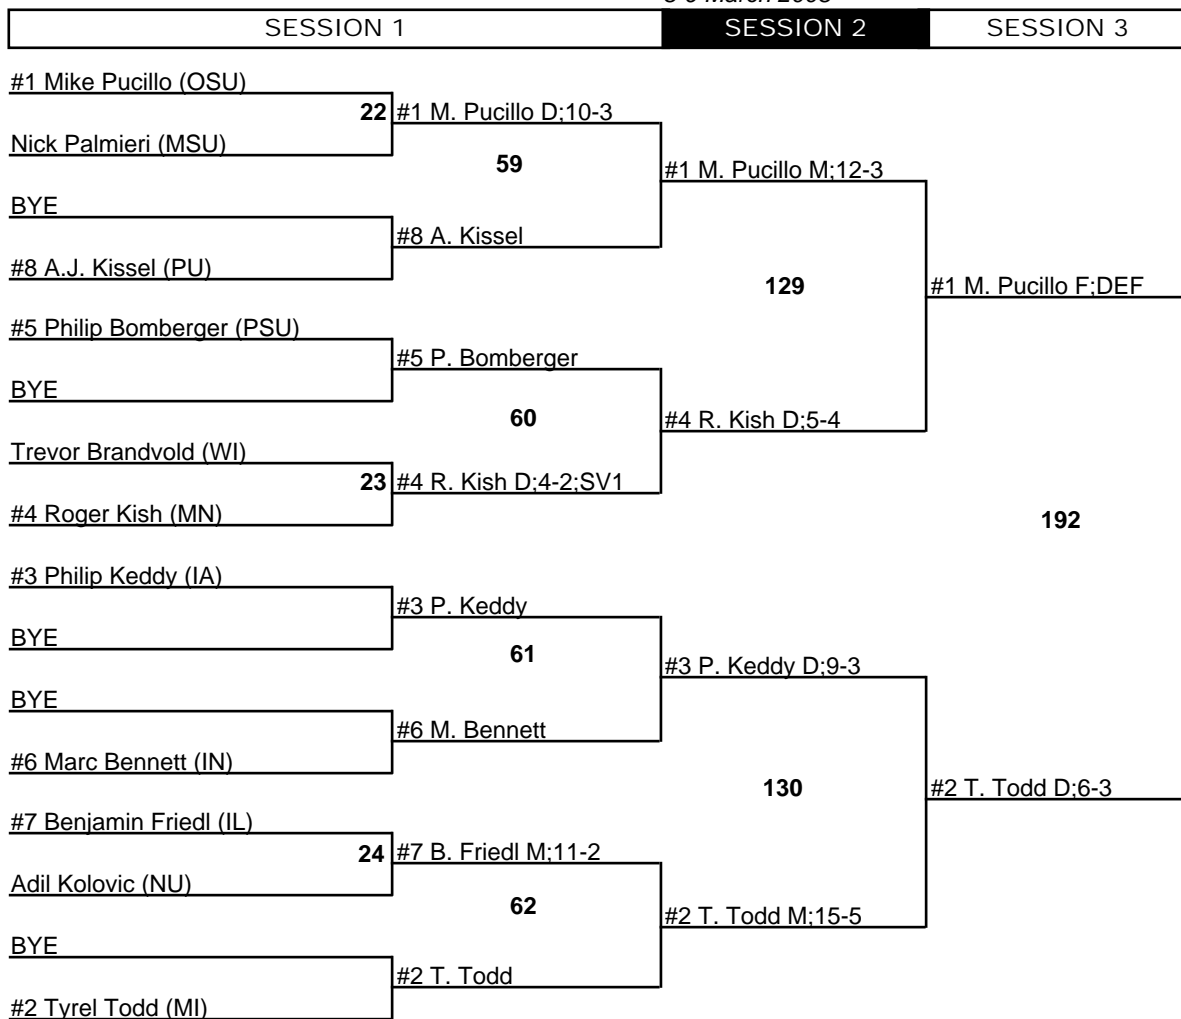 SESSION 1
SESSION 2
SESSION 3
#1 Mike Pucillo (OSU)
22 #1 M. Pucillo D;10-3
Nick Palmieri (MSU)
59
#1 M. Pucillo M;12-3
BYE
#8 A. Kissel
#8 A.J. Kissel (PU)
129
#1 M. Pucillo F;DEF
#5 Philip Bomberger (PSU)
#5 P. Bomberger
BYE
60
#4 R. Kish D;5-4
Trevor Brandvold (WI)
23 #4 R. Kish D;4-2;SV1
#4 Roger Kish (MN)
192
#3 Philip Keddy (IA)
#3 P. Keddy
BYE
61
#3 P. Keddy D;9-3
BYE
#6 M. Bennett
#6 Marc Bennett (IN)
130
#2 T. Todd D;6-3
#7 Benjamin Friedl (IL)
24 #7 B. Friedl M;11-2
Adil Kolovic (NU)
62
#2 T. Todd M;15-5
BYE
#2 T. Todd
#2 Tyrel Todd (MI)